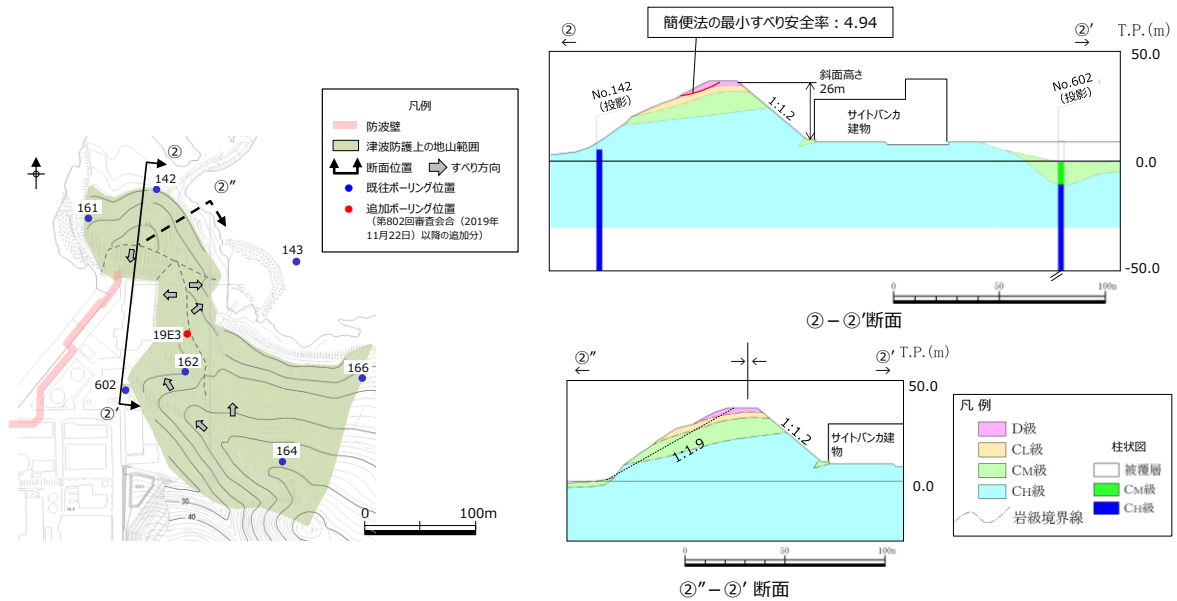 凡例
防波壁
津波防護上の地山範囲
断面位置 すべり方向
既往ボーリング位置
追加ボーリング位置
（第802回審査会合（2019年
11月22日）以降の追加分）
②
142
②″
161
143
19E3
162
166
602
②’
164
30
40
0 100m
簡便法の最小すべり安全率：4.94
② ②’ T.P.(m)
50.0
斜面高さ
26m
No.142
（投影）
1:1.2
サイトバンカ
建物
No.602
（投影）
0.0
-50.0
0 50 100m
②－②’断面
②″ ②’ T.P.(m)
50.0
1:1.9
1:1.2
サイトバンカ建
物
0.0
0 50 100m
②″－②’ 断面
凡 例
D級
CL級
CM級
CH級
岩級境界線
柱状図
被覆層
CM級
CH級